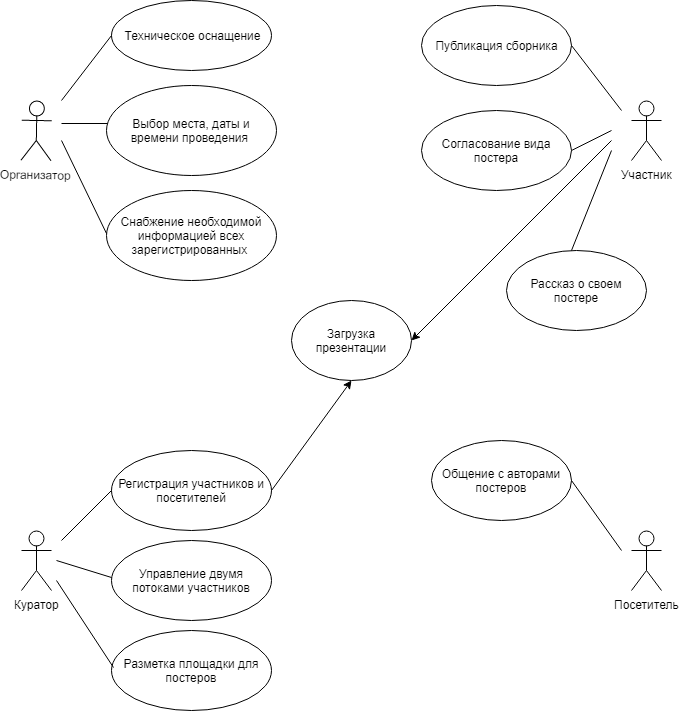 Техническое оснащение
Выбор места, даты и
времени проведения
Организатор
Снабжение необходимой
информацией всех
зарегистрированных
Публикация сборника
Согласование вида
постера
Участник
Рассказ о своем
постере
Загрузка
презентации
Регистрация участников и
посетителей
Управление двумя
потоками участников
Куратор
Разметка площадки для
постеров
Общение с авторами
постеров
Посетитель